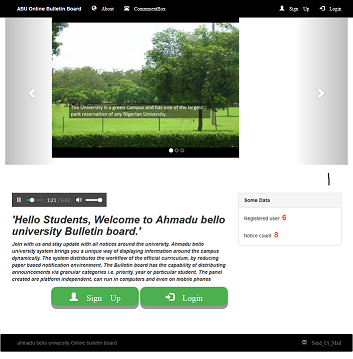 ABU Online Bulletin Board About CommmentBox Sign Up Login
The University is a green Campus and has one of the largest
park reservation of any Nigerian University.
1:21 / 6:42
'Hello Students, Welcome to Ahmadu bello
university Bulletin board.'
Join with us and stay update with all notices around the university. Ahmadu bello
university system brings you a unique way of displaying information around the campus
dynamically. The system distributes the workflow of the official curriculum, by reducing
paper based notification environment. The Bulletin board has the capability of distributing
announcements via granular categories i.e. priority, year or particular student. The panel
created are platform independent, can run in computers and even on mobile phones
Sign Up Login
Some Data
Registered user: 6
Notice count: 8
ahmadu bello university Online bulletin board Send_Us_Mail